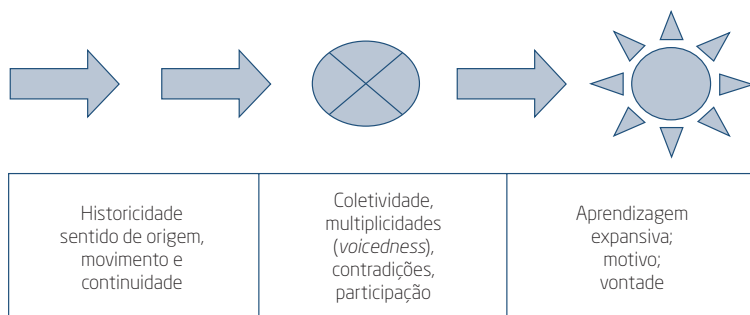 Historicidade
sentido de origem,
movimento e
continuidade
Coletividade,
multiplicidades
(voicedness),
contradições,
participação
Aprendizagem
expansiva;
motivo;
vontade